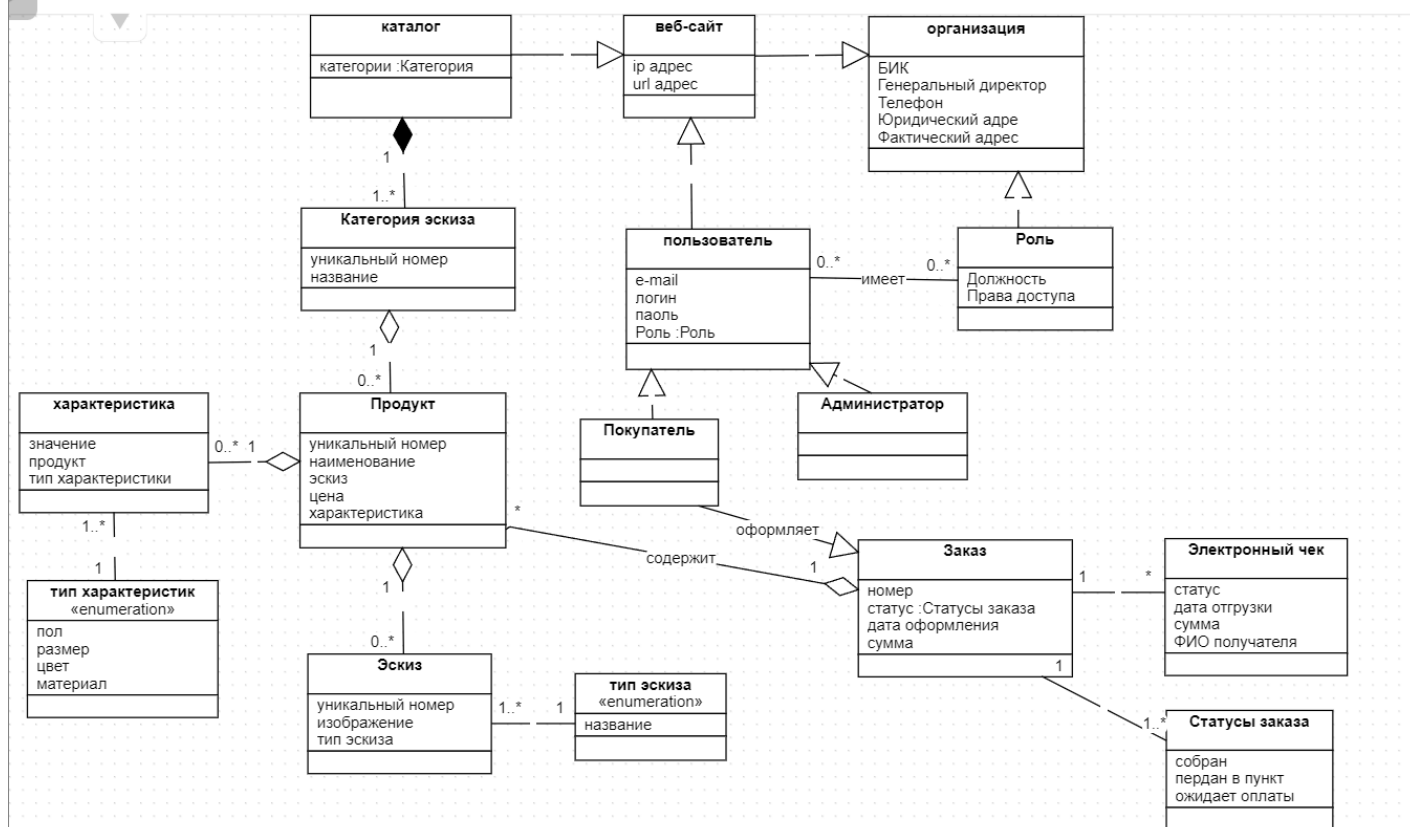 каталог
категории :Категория
веб-сайт
ip адрес
url адрес
организация
БИК
Генеральный директор
Телефон
Юридический адре
Фактический адрес
1
1..*
Категория эскиза
уникальный номер
название
пользователь
e-mail
логин
паоль
Роль :Роль
0..*
имеет
0..*
Роль
Должность
Права доступа
1
0..*
характеристика
значение
продукт
тип характеристики
0..*
1
Продукт
уникальный номер
наименование
эскиз
цена
характеристика
Покупатель
Администратор
*
содержит
1
оформляет
1..*
1
тип характеристик
«enumeration»
пол
размер
цвет
материал
1
0..*
Заказ
номер
статус :Статусы заказа
дата оформления
сумма
1
*
Электронный чек
статус
дата отгрузки
сумма
ФИО получателя
Эскиз
уникальный номер
изображение
тип эскиза
1..*
1
тип эскиза
«enumeration»
название
1
1..*
Статусы заказа
собран
пердан в пункт
ожидает оплаты